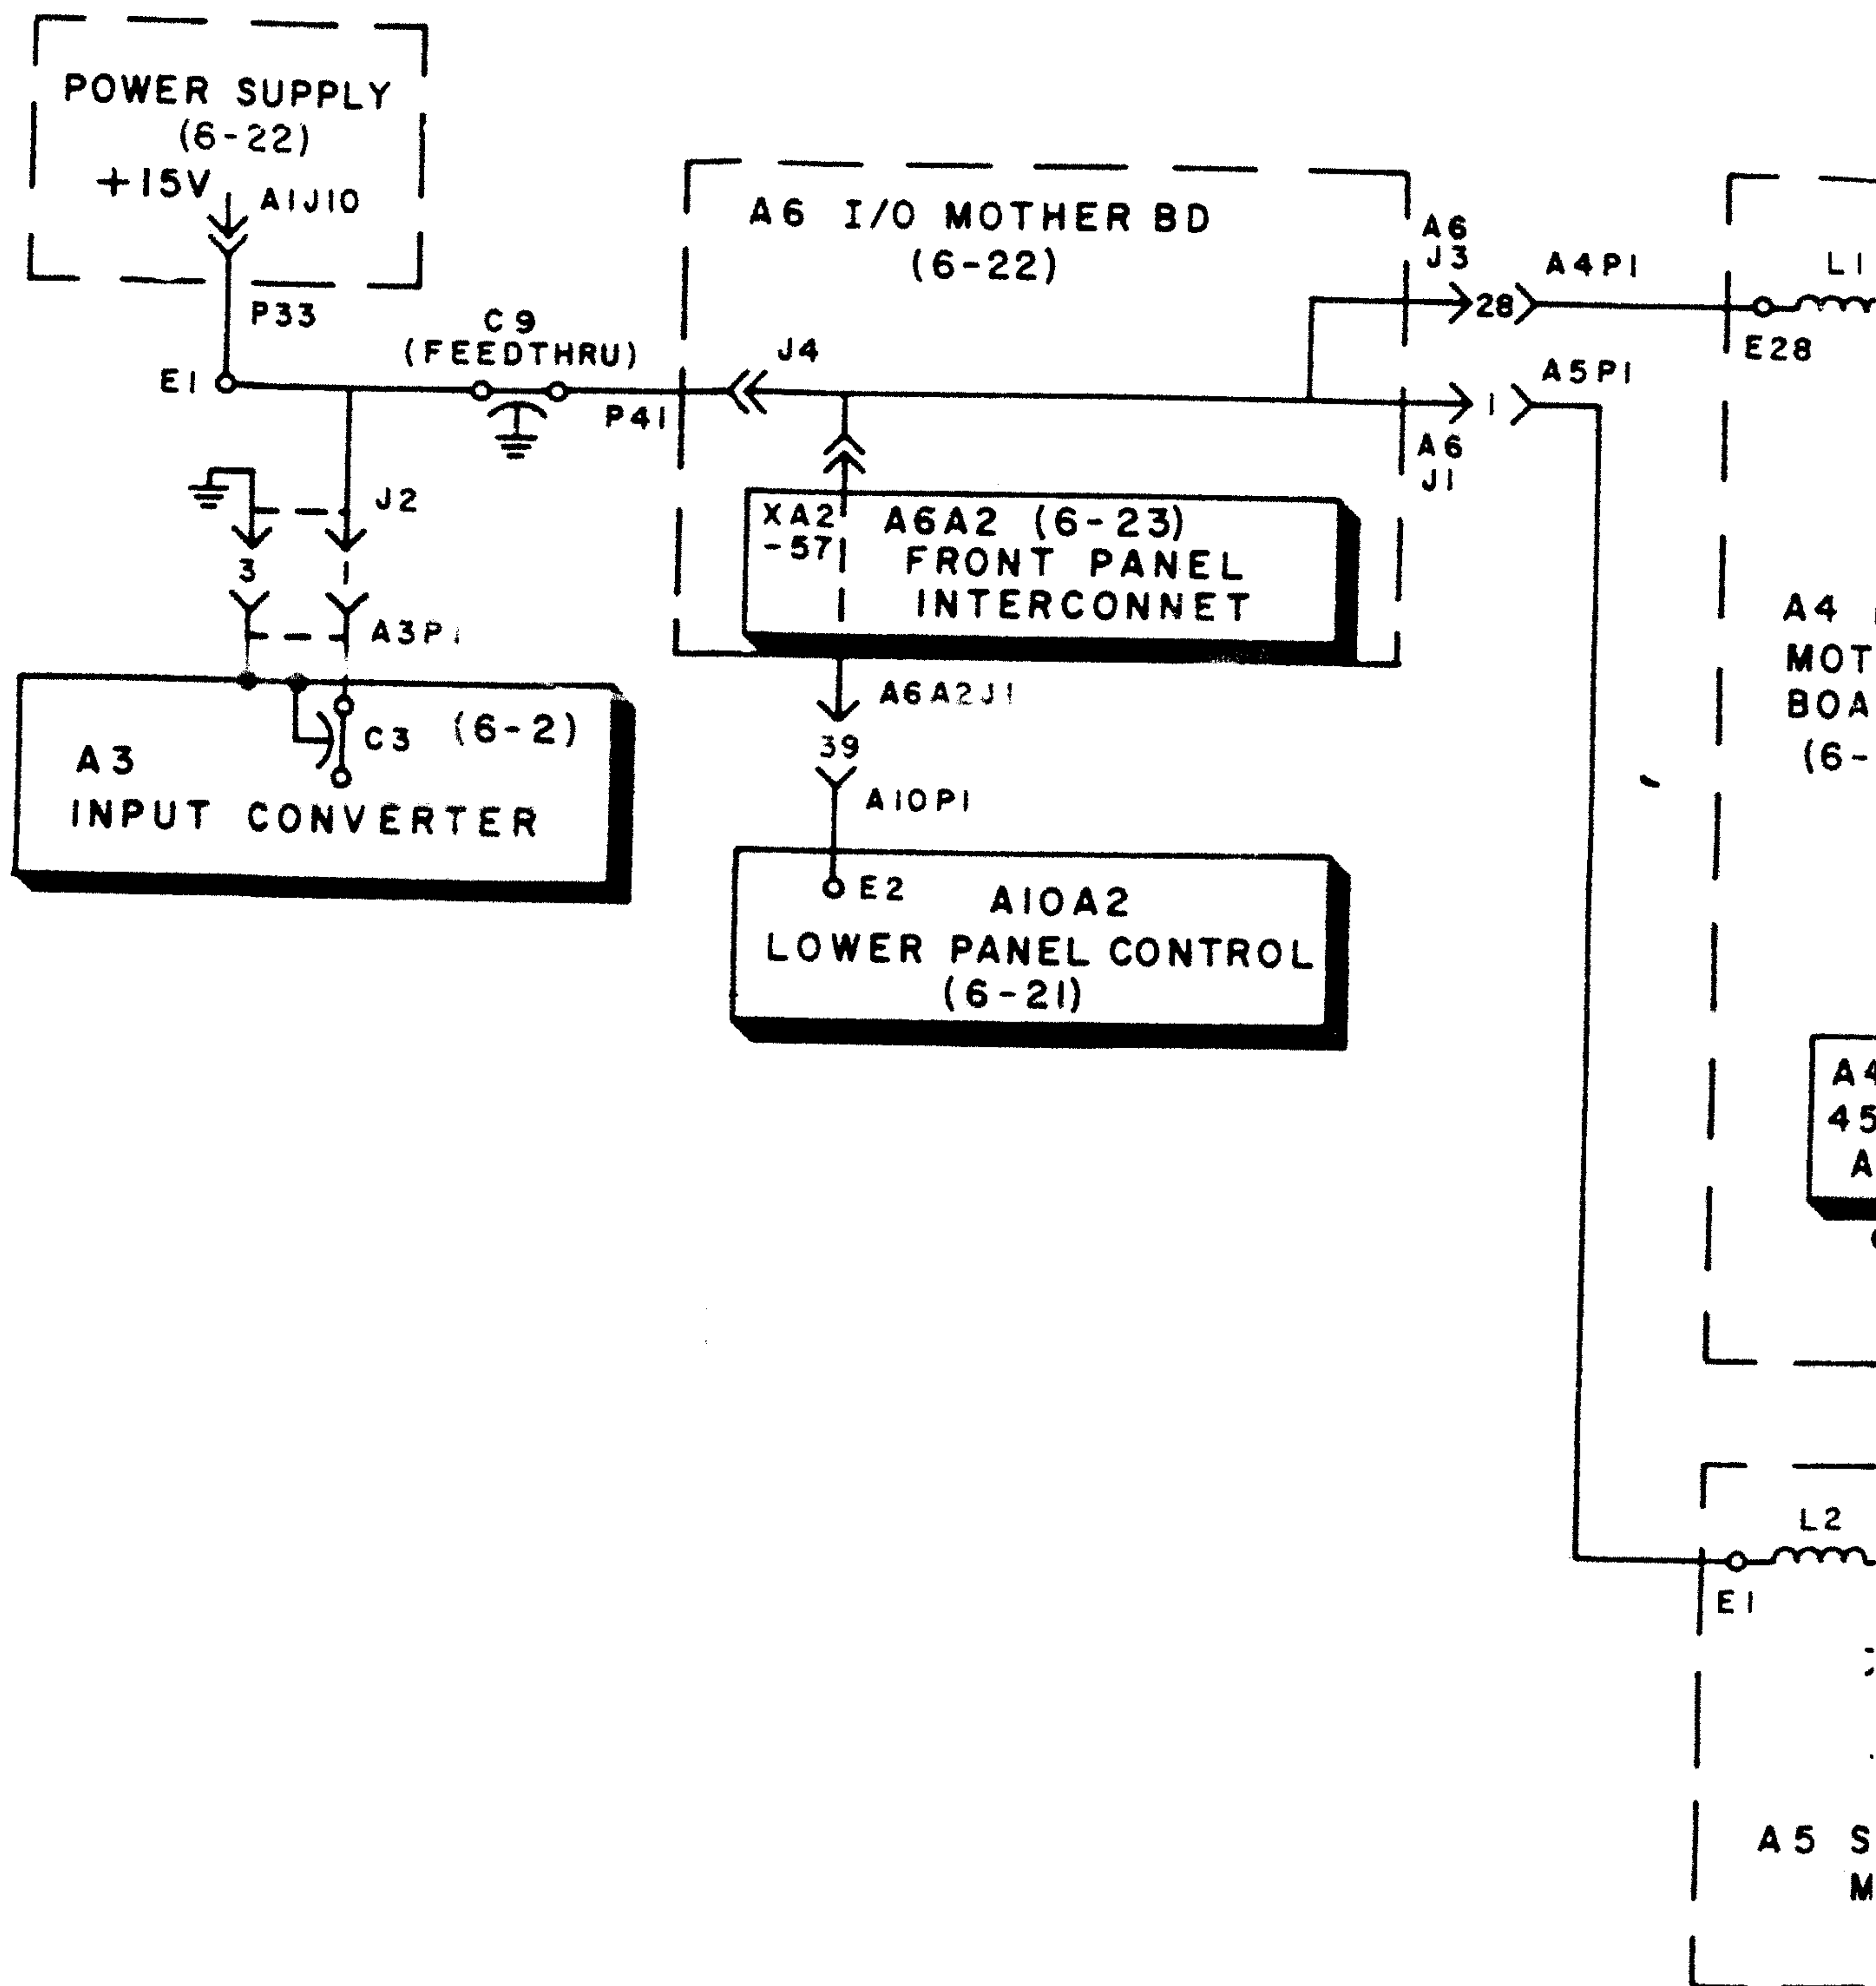 POWER SUPPLY
(6-22)
+15V
A1J10
P33
E1
C9
(FEEDTHRU)
P41
J4
A6 I/O MOTHER BD
(6-22)
A6
J3
28
A4P1
L1
E28
A5P1
1
A6
J1
J2
3
1
A3P1
XA2
-57
A6A2 (6-23)
FRONT PANEL
INTERCONNET
A6A2J1
39
A10P1
C3
(6-2)
A3
INPUT CONVERTER
E2
A10A2
LOWER PANEL CONTROL
(6-21)
A4
MOT
BOA
(6-
A4
45
A
L2
E1
A5 S
M